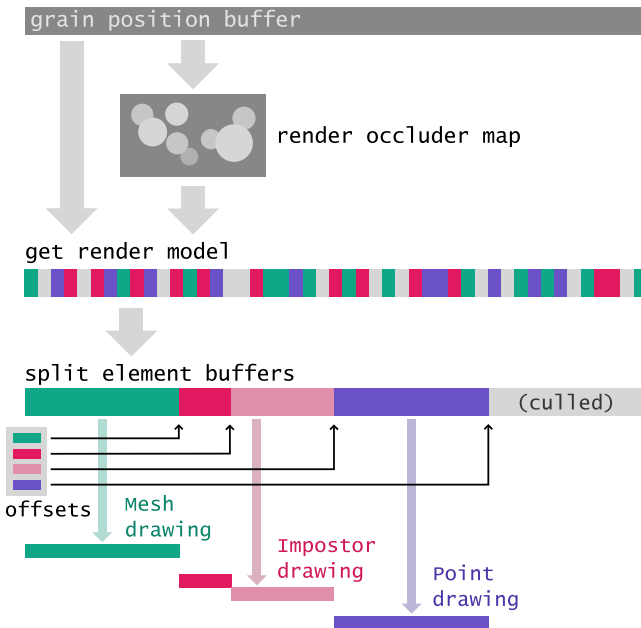 grain position buffer
render occluder map
get render model
split element buffers
(culled)
offsets
Mesh
drawing
Impostor
drawing
Point
drawing